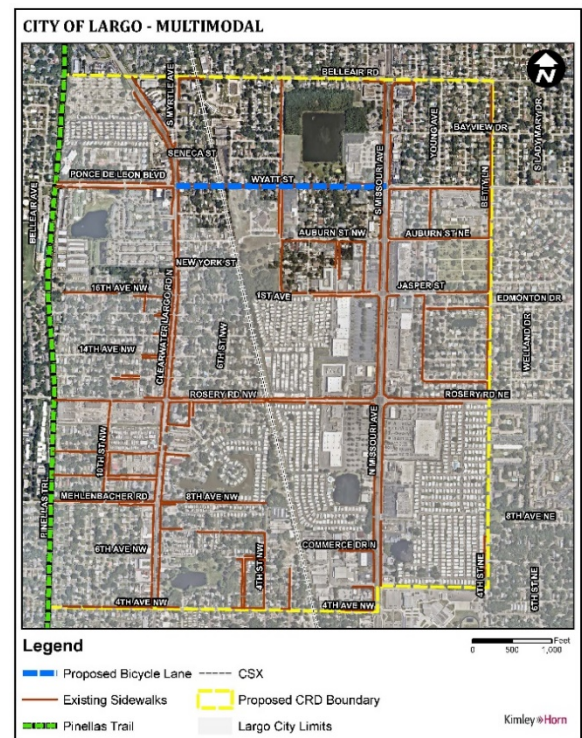 CITY OF LARGO - MULTIMODAL
N
BELLEAIR RD
S MYRTLE AVE
YOUNG AVE
BAYVIEW DR
S LADY MARY DR
SENECA ST
S MISSOURI AVE
BETTY LN
PONCE DE LEON BLVD
WYATT ST
BELLEAIR AVE
AUBURN ST NW
AUBURN ST NE
NEW YORK ST
CLEARWATER LARGO RD N
16TH AVE NW
1ST AVE
JASPER ST
EDMONTON DR
6TH ST NW
14TH AVE NW
WELLAND DR
ROSERY RD NW
ROSERY RD NE
10TH ST NW
N MISSOURI AVE
PINELLAS TRL
MEHLENBACHER RD
8TH AVE NW
8TH AVE NE
6TH AVE NW
4TH ST NW
COMMERCE DR N
4TH ST NE
6TH ST NE
4TH AVE NW
4TH AVE NW
Legend
Feet
0 500 1,000
Proposed Bicycle Lane
CSX
Existing Sidewalks
Proposed CRD Boundary
Pinellas Trail
Largo City Limits
Kimley Horn